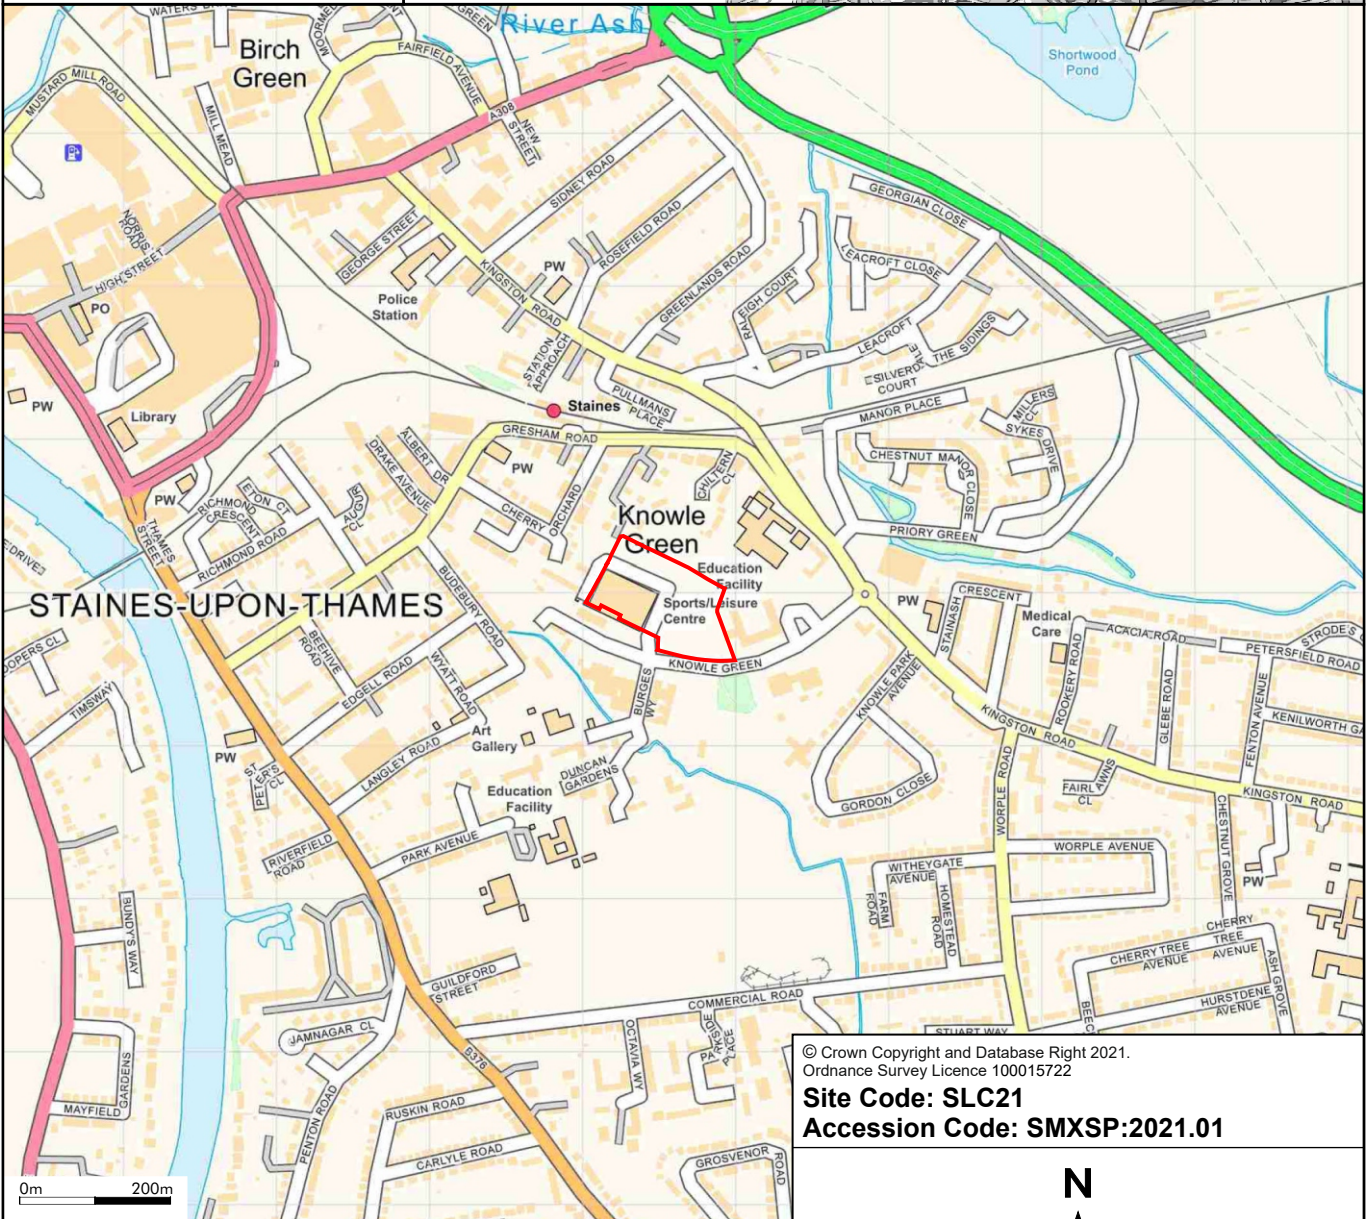 WATERS DRIVE
GREEN
River Ash
Birch
Green
FAIRFIELD AVENUE
Shortwood
Pond
MUSTARD MILL ROAD
MILL MEAD
A308
NEW
STREET
SIDNEY ROAD
GEORGIAN CLOSE
NORRIS
ROAD
HIGH STREET
GEORGE STREET
ROSEFIELD ROAD
LEACROFT CLOSE
KINGSTON ROAD
PW
GREENLANDS ROAD
RALEIGH COURT
PO
Police
Station
STATION
APPROACH
LEACROFT
THE SIDINGS
SILVERDALE
COURT
PULLMANS
PLACE
PW
Library
Staines
MANOR PLACE
MILLERS
CL
SYKES DRIVE
GRESHAM ROAD
ALBERT DR
DRAKE AVENUE
PW
CHILTERN
CL
CHESTNUT MANOR CLOSE
PW
ETON CT
RICHMOND
CRESCENT
AUGUR
CL
CHERRY
ORCHARD
Knowle
Green
PRIORY GREEN
THAMES
STREET
RICHMOND ROAD
Education
Facility
STAINES-UPON-THAMES
BUDEBURY ROAD
Sports/Leisure
Centre
PW
STAINASH
CRESCENT
Medical
Care
ACACIA ROAD
STRODE'S
PETERSFIELD ROAD
BEEHIVE
ROAD
WYATT ROAD
EDGELL ROAD
KNOWLE GREEN
KNOWLE PARK
AVENUE
ROOKERY ROAD
GLEBE ROAD
FENTON AVENUE
TIMSWAY
BURGES
WY
KINGSTON ROAD
KENILWORTH GA
Art
Gallery
LANGLEY ROAD
PW
ST
PETER'S
CL
DUNCAN
GARDENS
GORDON CLOSE
WORPLE ROAD
FAIRLAWNS
CL
KINGSTON ROAD
Education
Facility
CHESTNUT GROVE
PARK AVENUE
RIVERFIELD
ROAD
WORPLE AVENUE
WITHEYGATE
AVENUE
FARM
ROAD
HOMESTEAD
ROAD
PW
BUNDY'S WAY
CHERRY
TREE
AVENUE
CHERRY TREE
AVENUE
ASH GROVE
GUILDFORD
STREET
COMMERCIAL ROAD
HURSTDENE
AVENUE
BEEC
JAMNAGAR CL
OCTAVIA WY
PARKSIDE
PLACE
STUART WAY
B376
MAYFIELD
GARDENS
PENTON ROAD
RUSKIN ROAD
CARLYLE ROAD
GROSVENOR
ROAD
© Crown Copyright and Database Right 2021.
Ordnance Survey Licence 100015722
Site Code: SLC21
Accession Code: SMXSP:2021.01
N
0m 200m